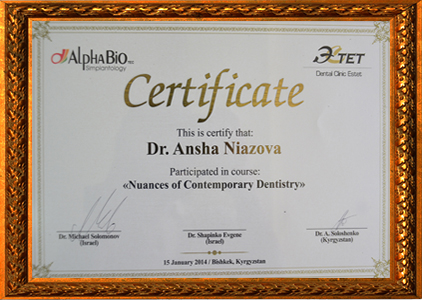 AlphaBio TEC
Simplantology
ЭСТЕТ
Dental Clinic Estet
Certificate
This is certify that:
Dr. Ansha Niazova
Participated in course:
«Nuances of Contemporary Dentistry»
Dr. Michael Solomonov
(Israel)
Dr. Shapinko Evgene
(Israel)
Dr. A. Soloshenko
(Kyrgyzstan)
15 January 2014 / Bishkek, Kyrgyzstan